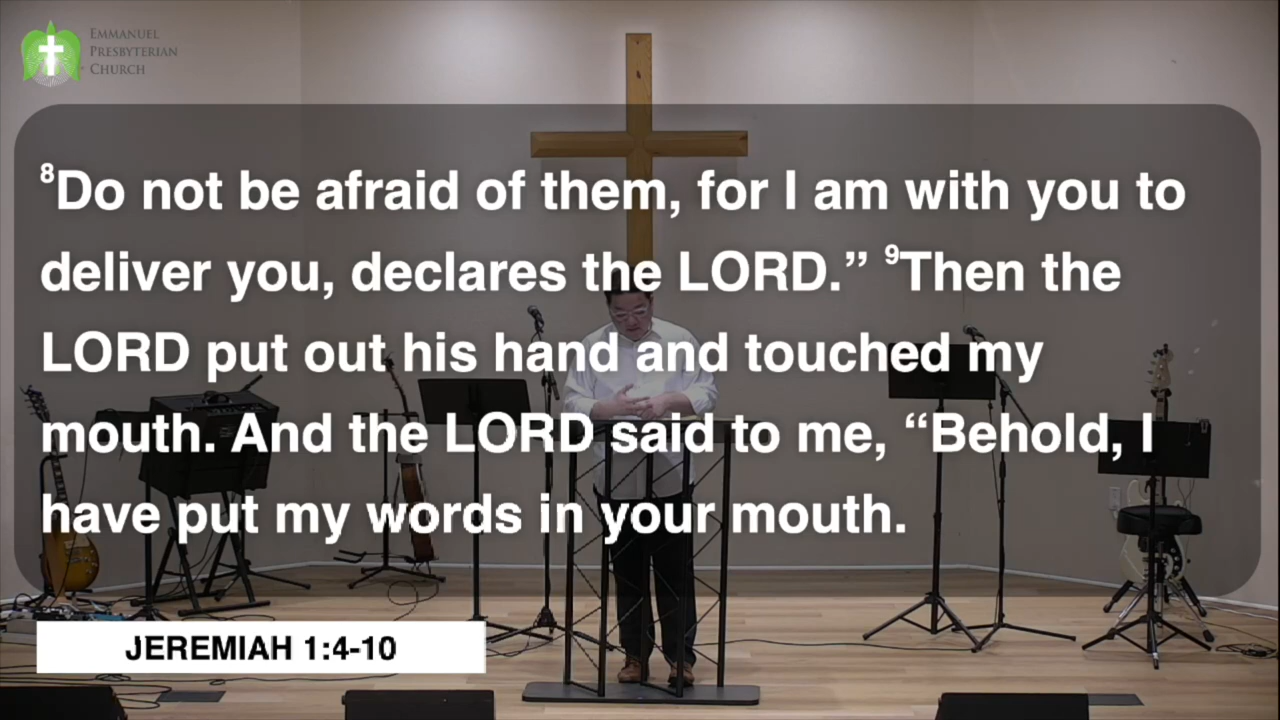 EMMANUEL
PRESBYTERIAN
CHURCH
⁸Do not be afraid of them, for I am with you to
deliver you, declares the LORD.” ⁹Then the
LORD put out his hand and touched my
mouth. And the LORD said to me, “Behold, I
have put my words in your mouth.
JEREMIAH 1:4-10